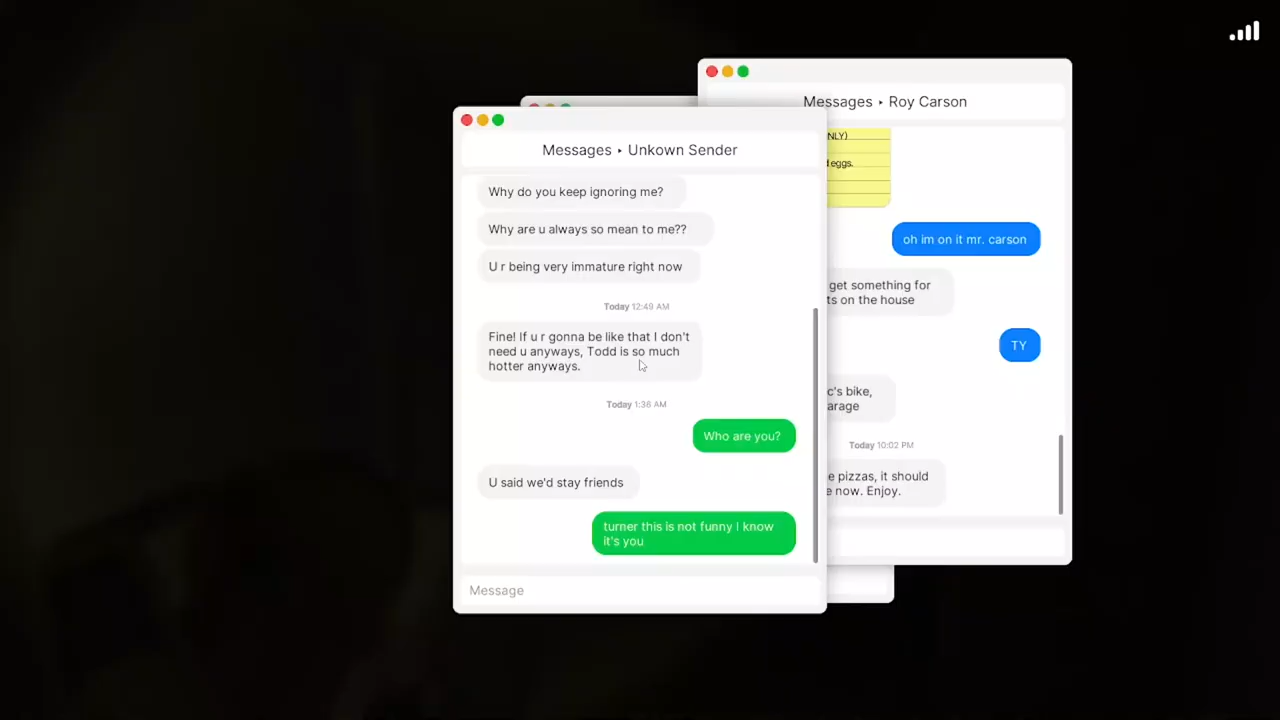 Messages ▸ Unkown Sender
Why do you keep ignoring me?
Why are u always so mean to me??
U r being very immature right now
Today 12:49 AM
Fine! If u r gonna be like that I don't
need u anyways, Todd is so much
hotter anyways.
Today 1:36 AM
Who are you?
U said we'd stay friends
turner this is not funny I know
it's you
Message
Messages ▸ Roy Carson
NLY)
eggs.
oh im on it mr. carson
get something for
ts on the house
TY
c's bike,
arage
Today 10:02 PM
e pizzas, it should
e now. Enjoy.